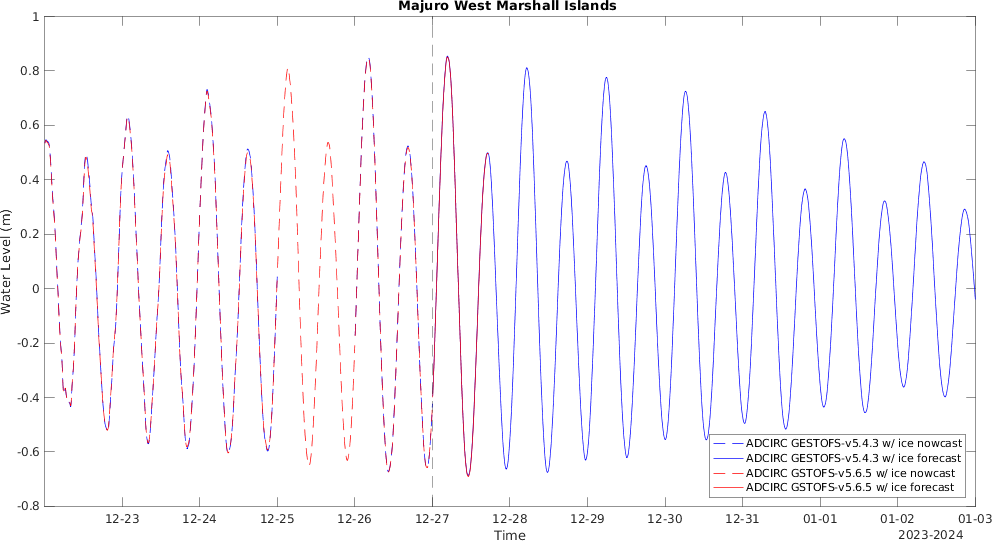 Majuro West Marshall Islands
1
0.8
0.6
0.4
0.2
0
-0.2
-0.4
-0.6
-0.8
Water Level (m)
ADCIRC GESTOFS-v5.4.3 w/ ice nowcast
ADCIRC GESTOFS-v5.4.3 w/ ice forecast
ADCIRC GSTOFS-v5.6.5 w/ ice nowcast
ADCIRC GSTOFS-v5.6.5 w/ ice forecast
12-23 12-24 12-25 12-26 12-27 12-28 12-29 12-30 12-31 01-01 01-02 01-03
Time
2023-2024